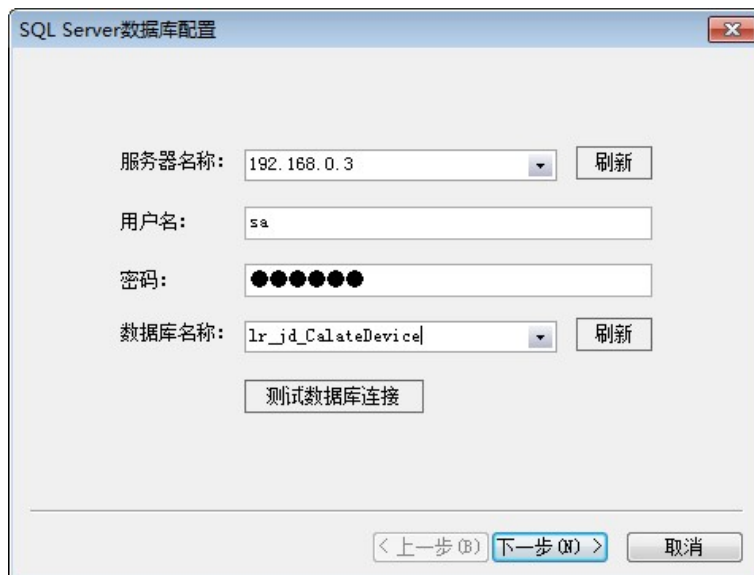 SQL Server数据库配置
服务器名称: 192.168.0.3 刷新
用户名: sa
密码: ●●●●●●
数据库名称: lr_jd_CalateDevice 刷新
测试数据库连接
< 上一步(B) 下一步(N) > 取消